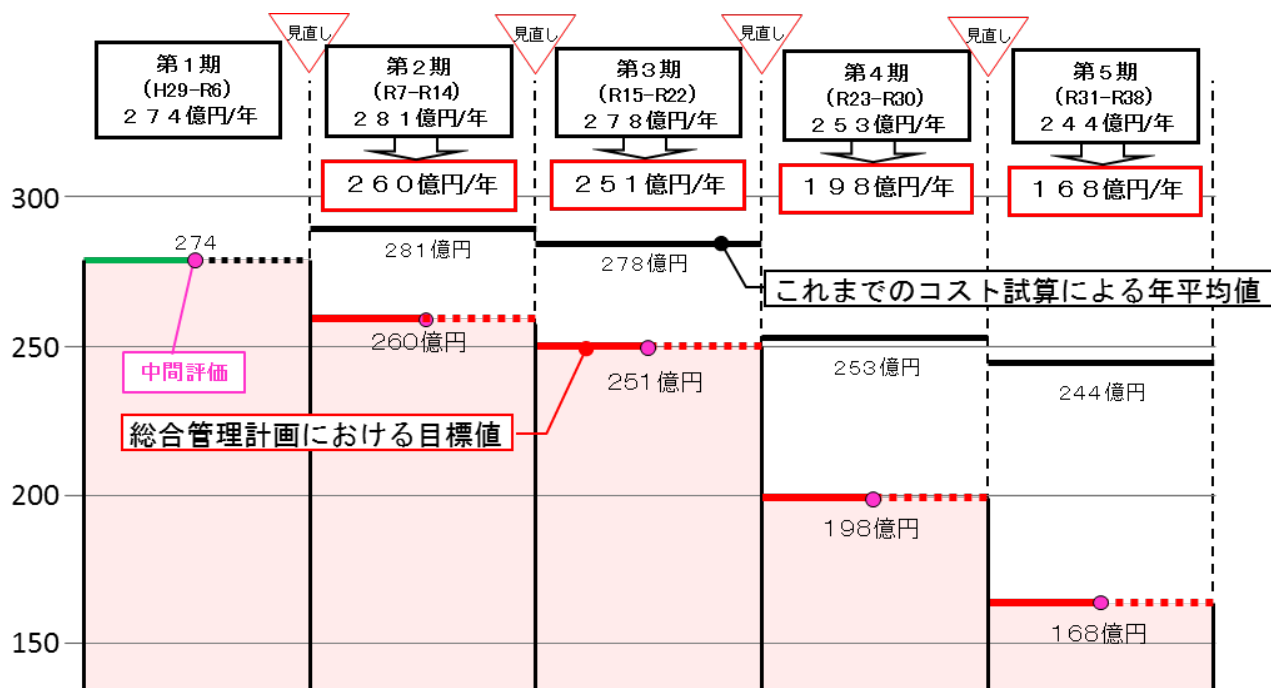 見直し
見直し
見直し
見直し
第1期
(H29-R6)
274億円/年
第2期
(R7-R14)
281億円/年
第3期
(R15-R22)
278億円/年
第4期
(R23-R30)
253億円/年
第5期
(R31-R38)
244億円/年
260億円/年
251億円/年
198億円/年
168億円/年
300
274
281億円
278億円
これまでのコスト試算による年平均値
260億円
250
中間評価
251億円
253億円
244億円
総合管理計画における目標値
200
198億円
168億円
150